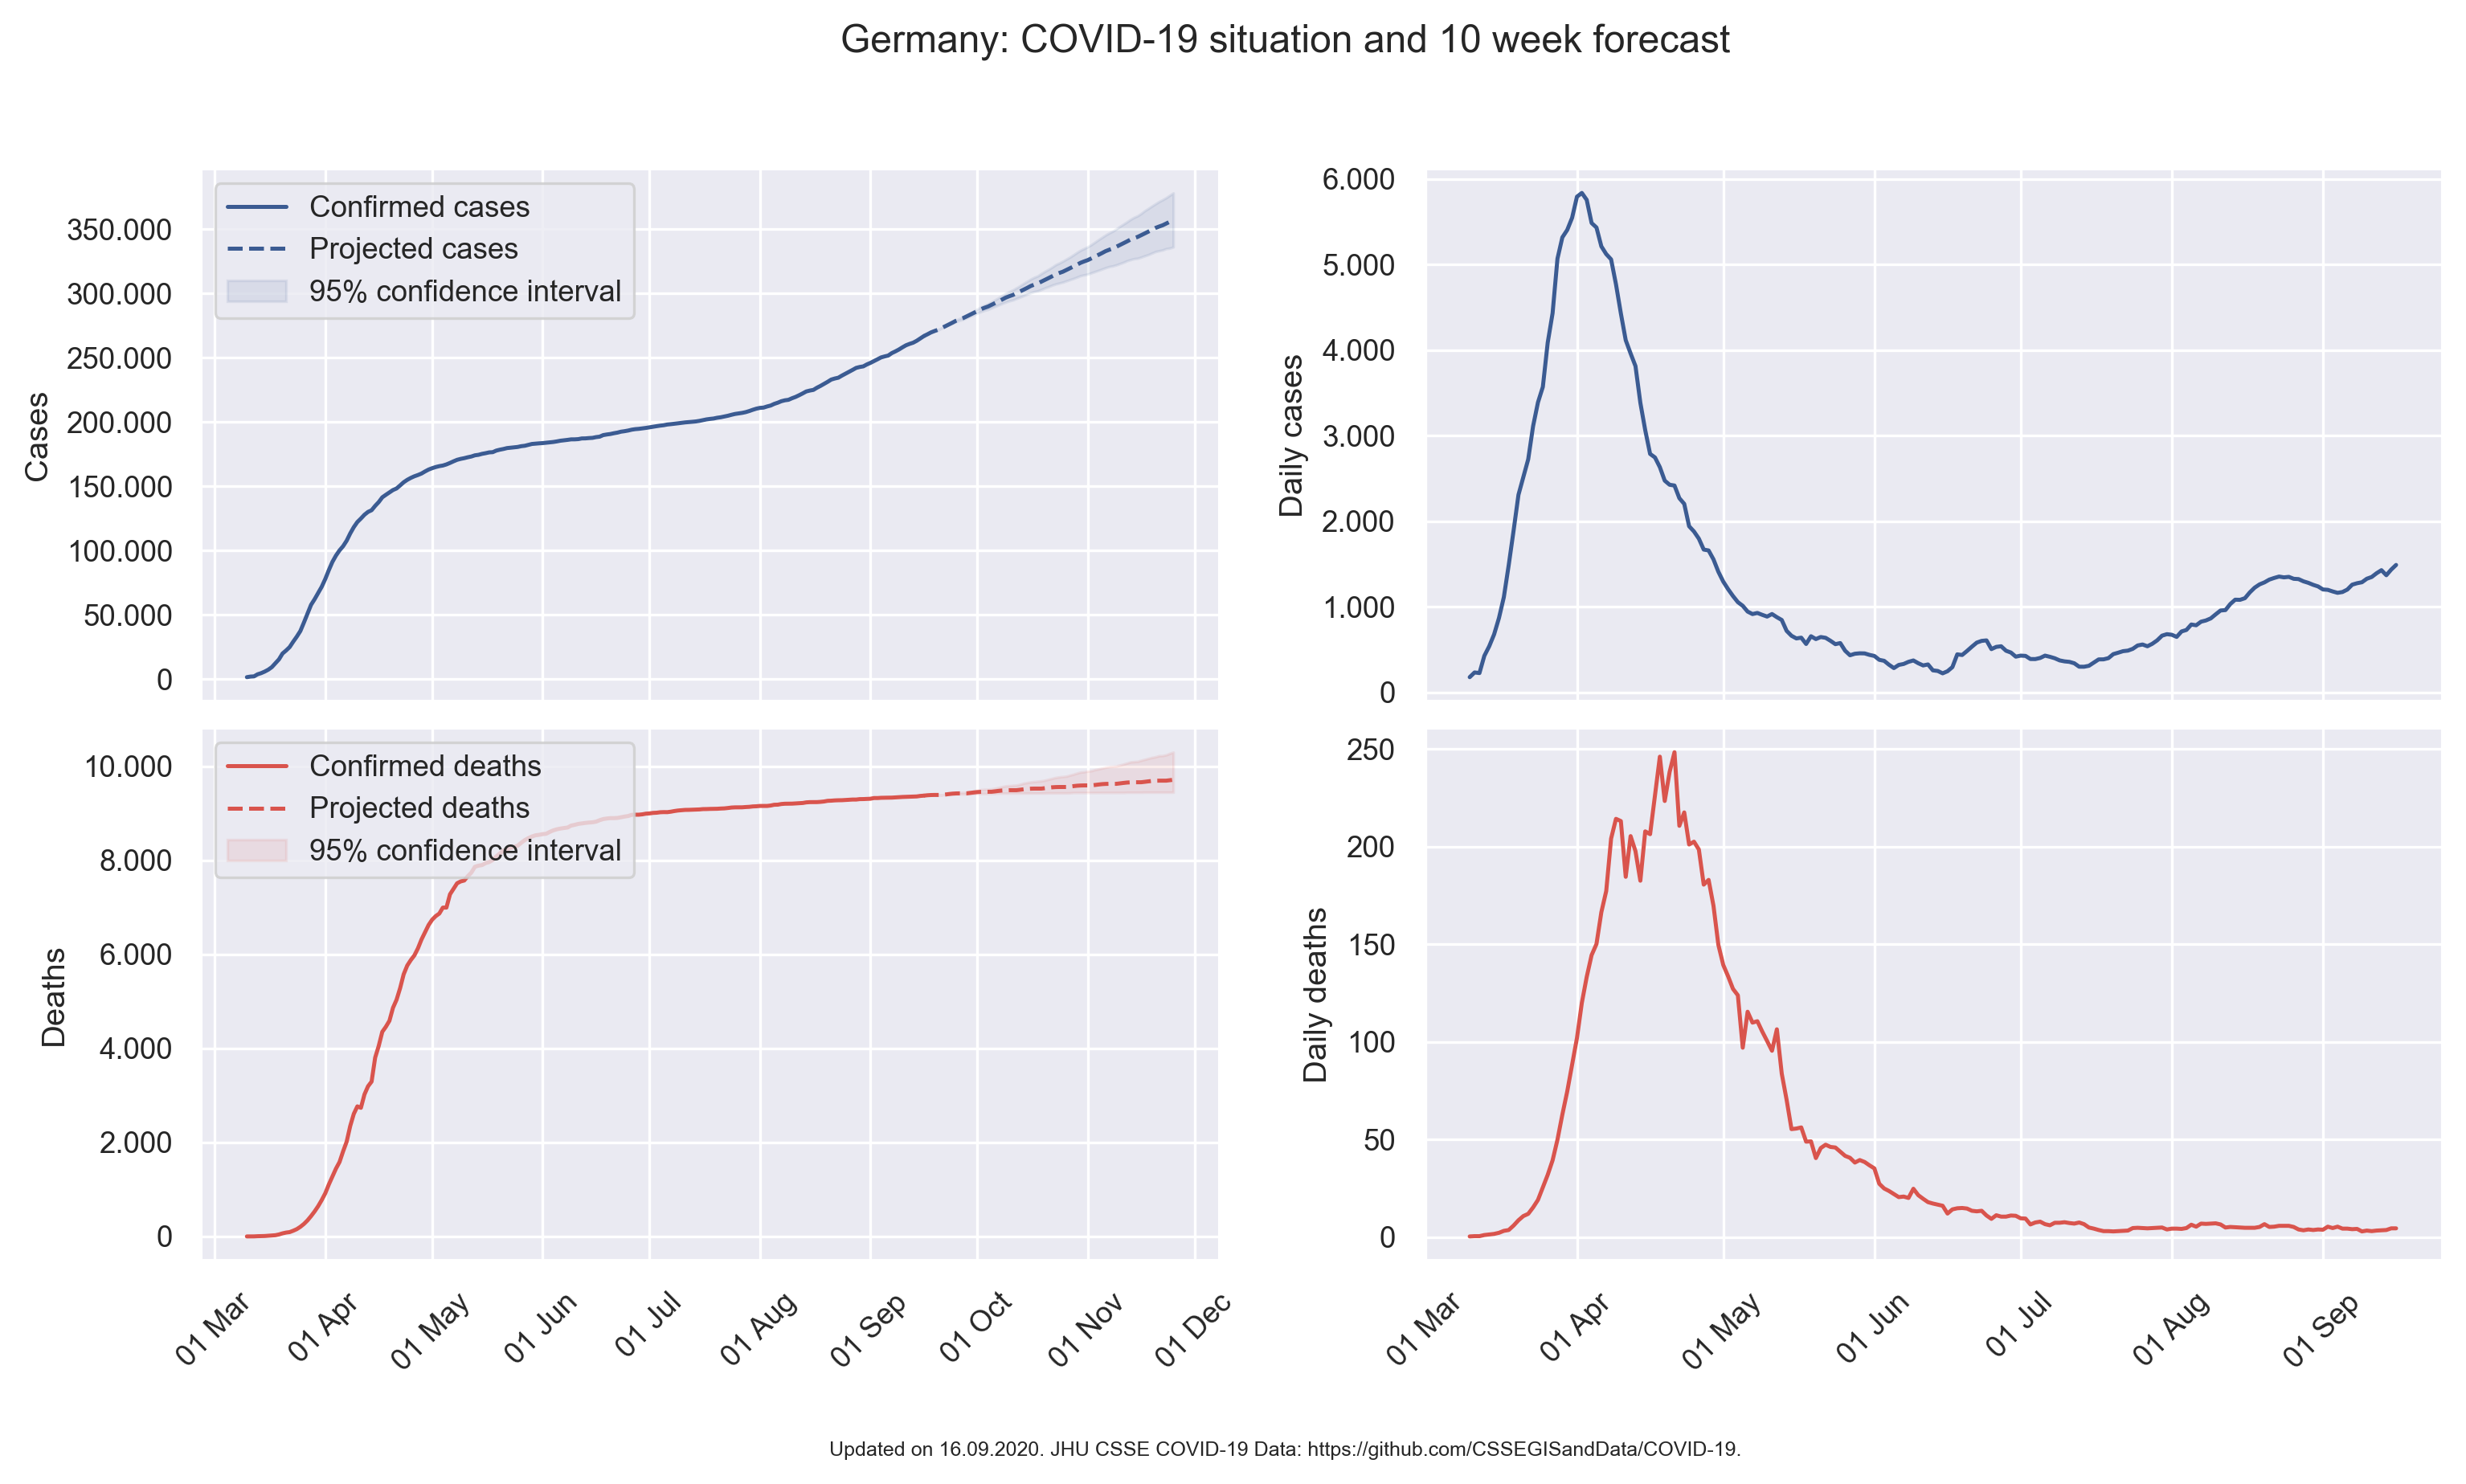 Germany: COVID-19 situation and 10 week forecast
Cases
350.000
300.000
250.000
200.000
150.000
100.000
50.000
0
Confirmed cases
Projected cases
95% confidence interval
Daily cases
6.000
5.000
4.000
3.000
2.000
1.000
0
Deaths
10.000
8.000
6.000
4.000
2.000
0
Confirmed deaths
Projected deaths
95% confidence interval
01 Mar
01 Apr
01 May
01 Jun
01 Jul
01 Aug
01 Sep
01 Oct
01 Nov
01 Dec
Daily deaths
250
200
150
100
50
0
01 Mar
01 Apr
01 May
01 Jun
01 Jul
01 Aug
01 Sep
Updated on 16.09.2020. JHU CSSE COVID-19 Data: https://github.com/CSSEGISandData/COVID-19.